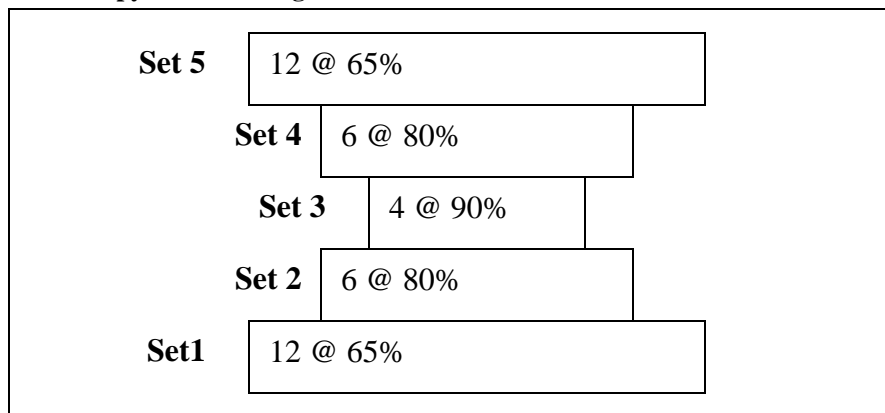 Set 5 12 @ 65%
Set 4 6 @ 80%
Set 3 4 @ 90%
Set 2 6 @ 80%
Set1 12 @ 65%